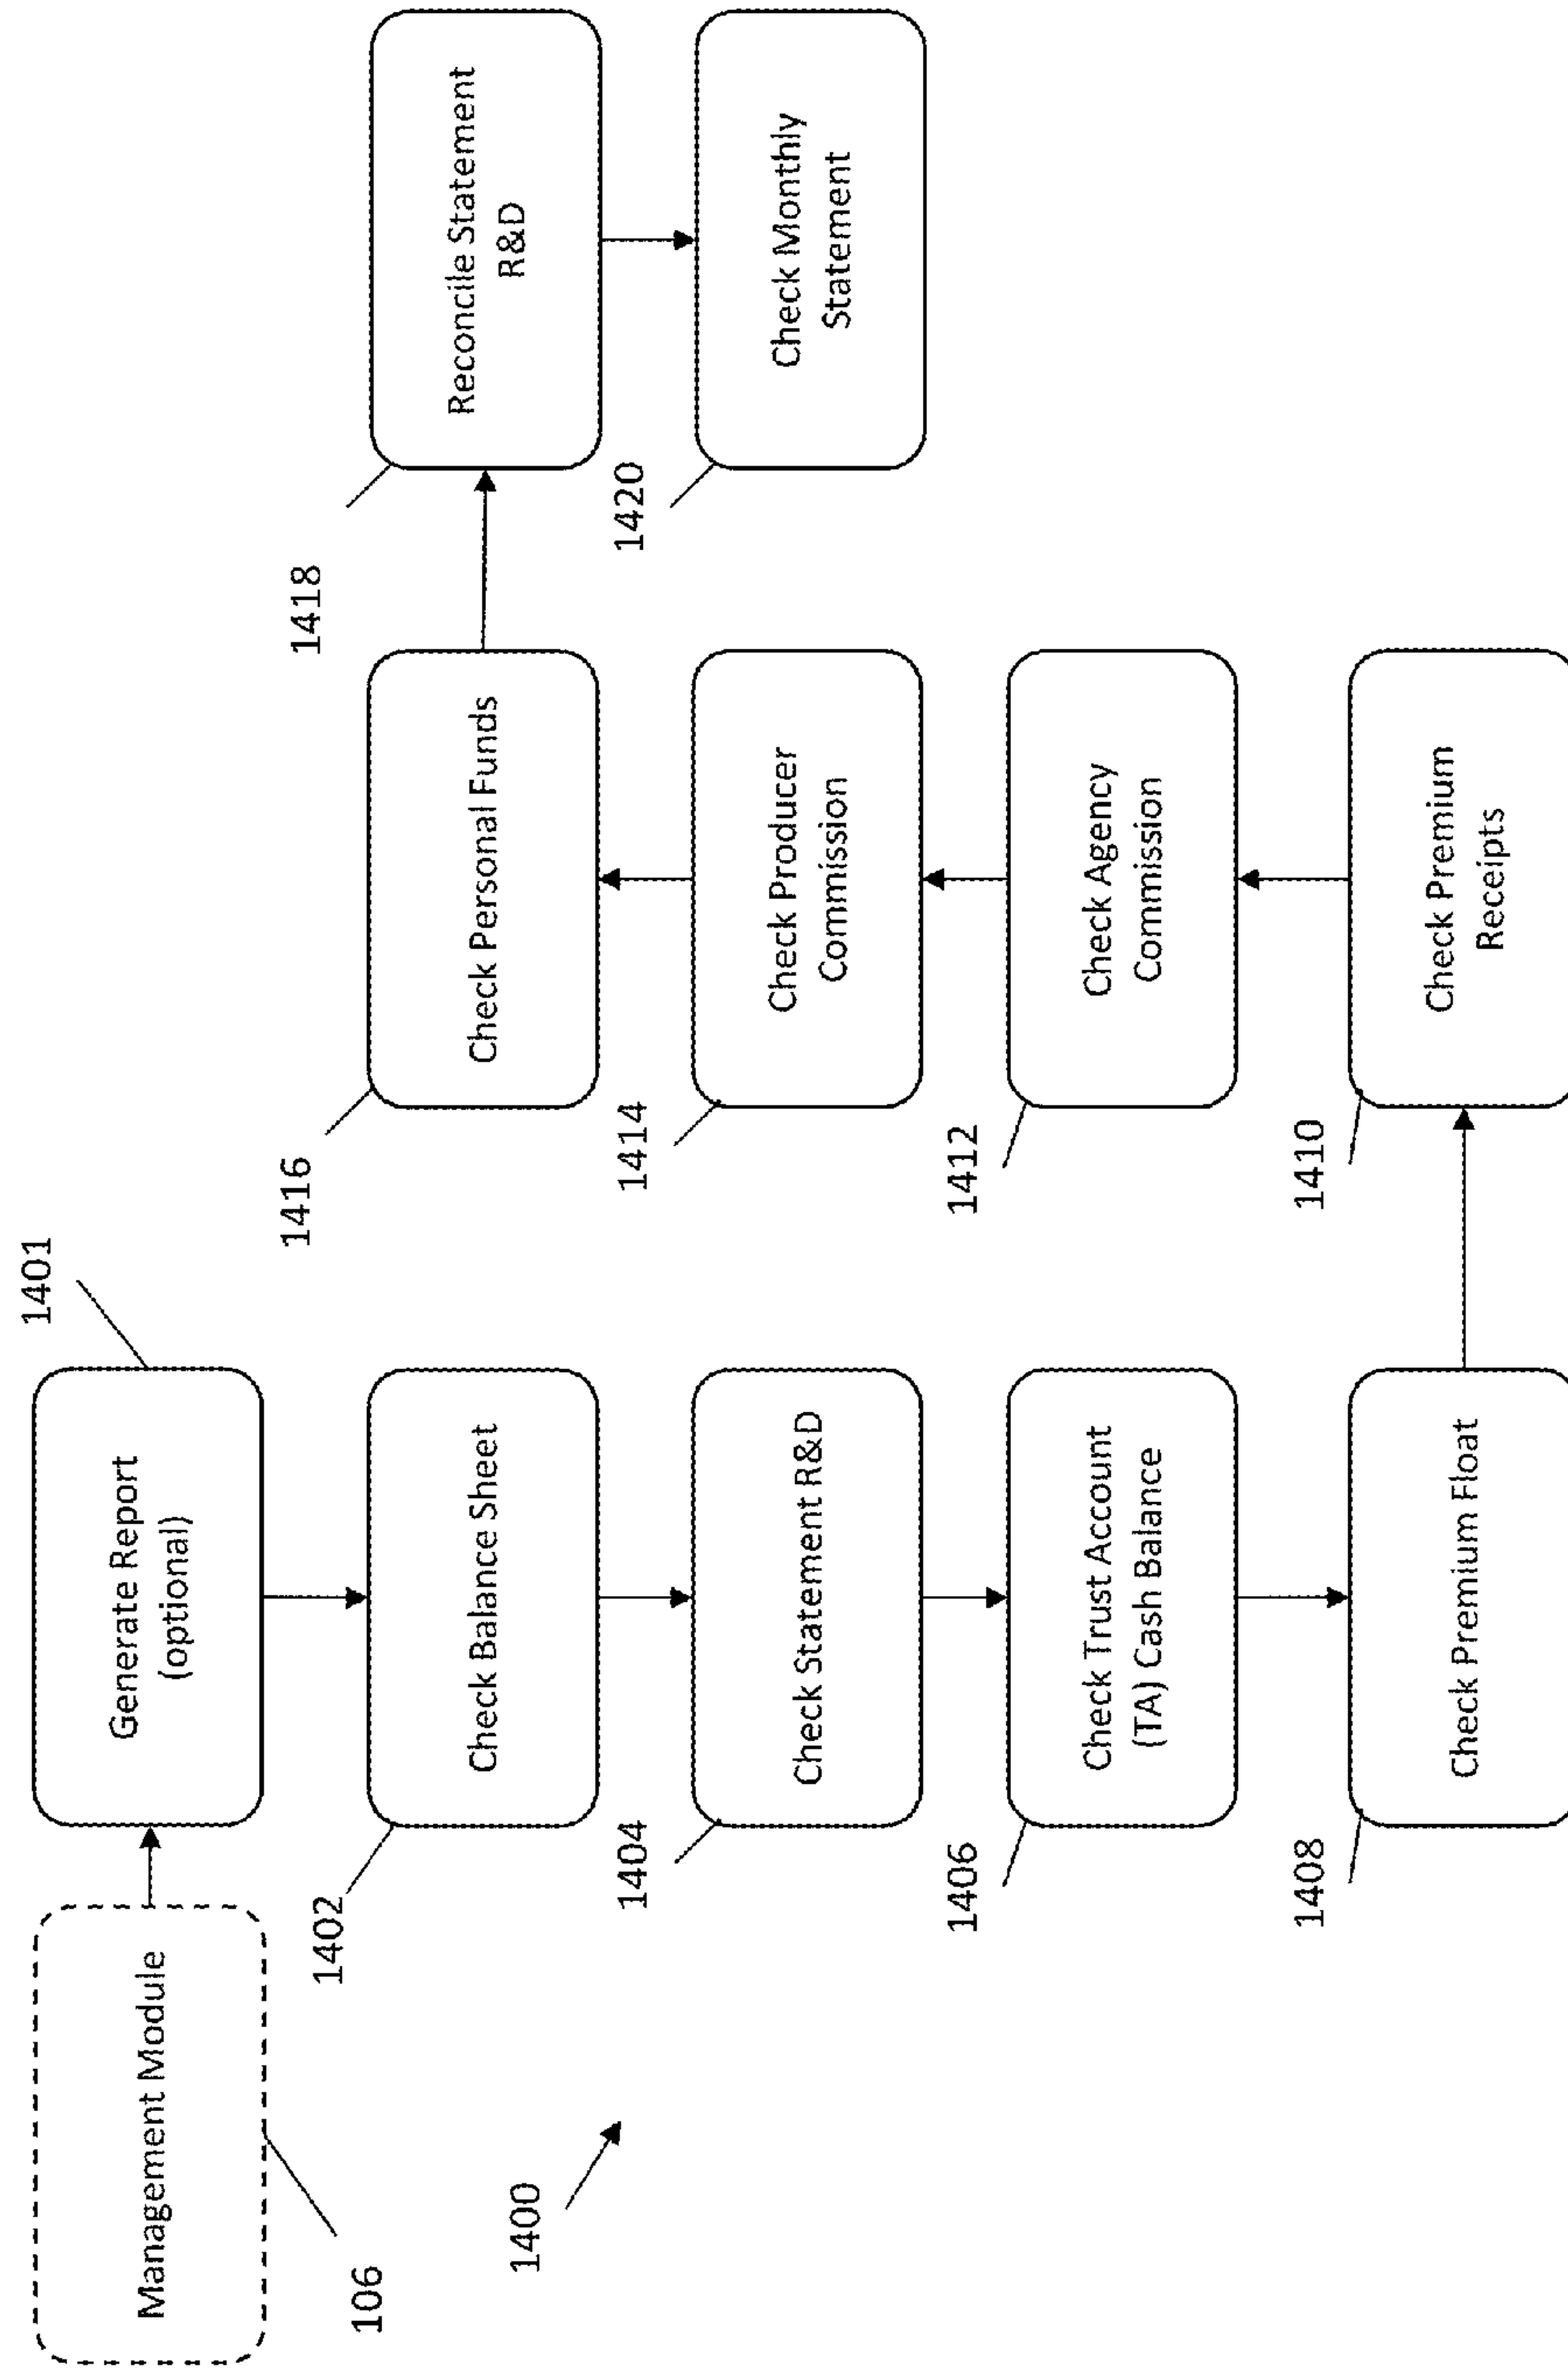 Management Module
106
1400
Generate Report
(optional)
1401
1402
Check Balance Sheet
1404
Check Statement R&D
1406
Check Trust Account
(TA) Cash Balance
1408
Check Premium Float
1410
Check Premium
Receipts
1412
Check Agency
Commission
1414
Check Producer
Commission
1416
Check Personal Funds
1418
Reconcile Statement
R&D
1420
Check Monthly
Statement